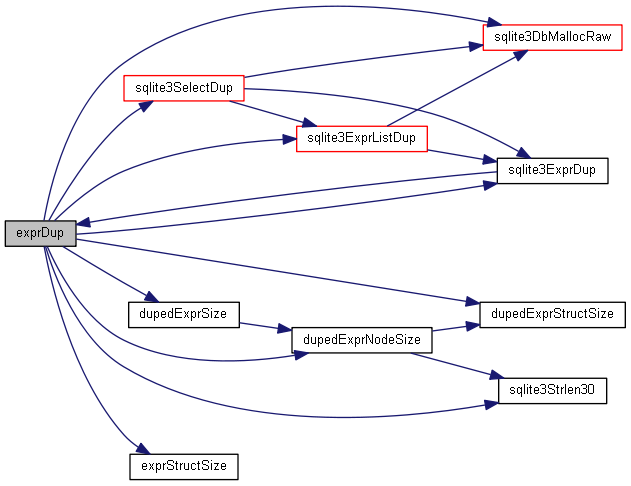 sqlite3DbMallocRaw
sqlite3SelectDup
sqlite3ExprListDup
sqlite3ExprDup
exprDup
dupedExprSize
dupedExprStructSize
dupedExprNodeSize
sqlite3Strlen30
exprStructSize